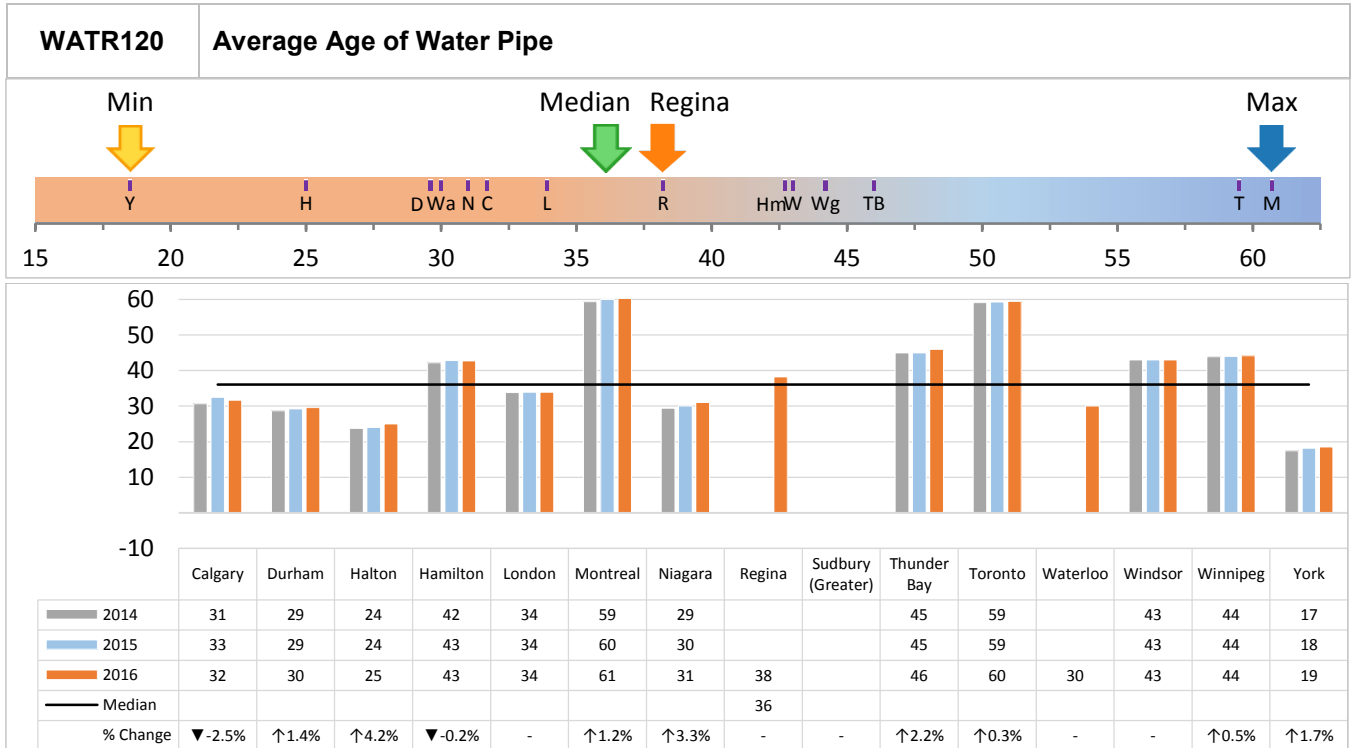 WATR120 Average Age of Water Pipe
Min Median Regina Max
Y H D Wa N C L R Hm W Wg TB T M
15 20 25 30 35 40 45 50 55 60
60
50
40
30
20
10
-10
Calgary Durham Halton Hamilton London Montreal Niagara Regina Sudbury (Greater) Thunder Bay Toronto Waterloo Windsor Winnipeg York
2014 31 29 24 42 34 59 29 45 59 43 44 17
2015 33 29 24 43 34 60 30 45 59 43 44 18
2016 32 30 25 43 34 61 31 38 46 60 30 43 44 19
Median 36
% Change ▼-2.5% ↑1.4% ↑4.2% ▼-0.2% - ↑1.2% ↑3.3% - - ↑2.2% ↑0.3% - - ↑0.5% ↑1.7%